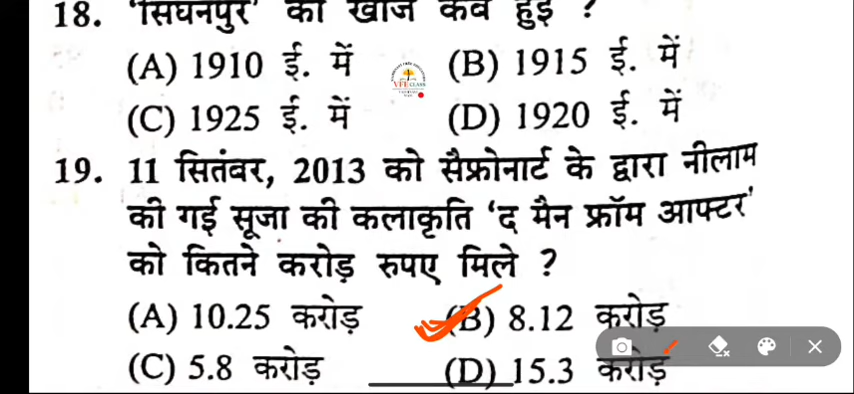 18. 'सिंघनपुर' की खोज कब हुई ?
(A) 1910 ई. में (B) 1915 ई. में
(C) 1925 ई. में (D) 1920 ई. में
19. 11 सितंबर, 2013 को सैफ्रोनार्ट के द्वारा नीलाम
की गई सूजा की कलाकृति 'द मैन फ्रॉम आफ्टर'
को कितने करोड़ रुपए मिले ?
(A) 10.25 करोड़ (B) 8.12 करोड़
(C) 5.8 करोड़ (D) 15.3 करोड़